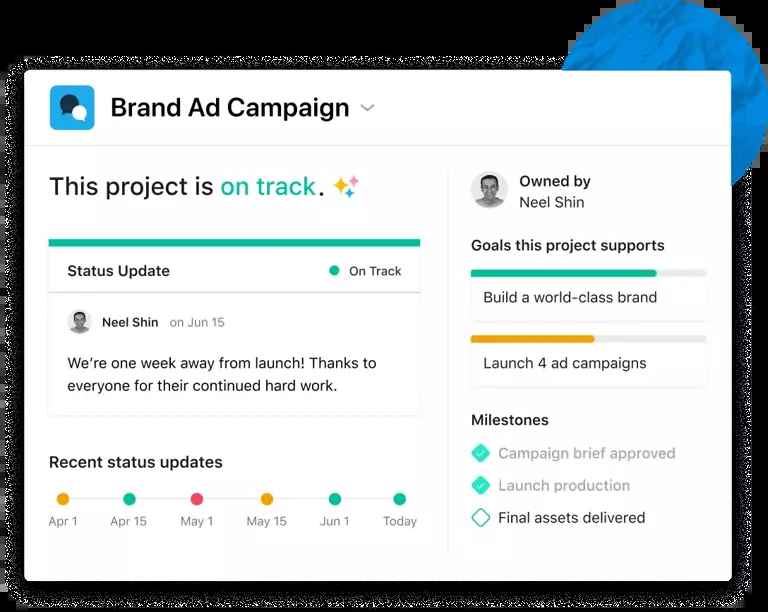 Brand Ad Campaign
This project is on track.
Status Update
On Track
Neel Shin on Jun 15
We're one week away from launch! Thanks to
everyone for their continued hard work.
Recent status updates
Apr 1 Apr 15 May 1 May 15 Jun 1 Today
Owned by
Neel Shin
Goals this project supports
Build a world-class brand
Launch 4 ad campaigns
Milestones
Campaign brief approved
Launch production
Final assets delivered